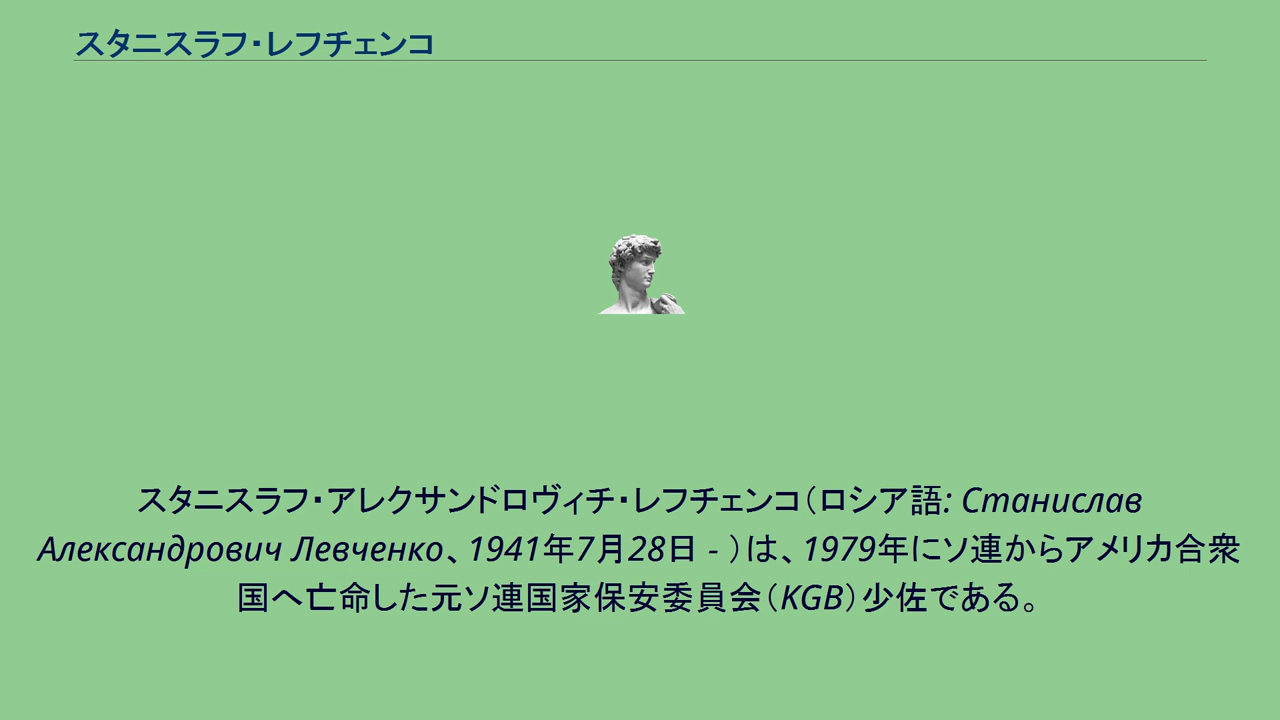 スタニスラフ・レフチェンコ
スタニスラフ・アレクサンドロヴィチ・レフチェンコ（ロシア語: Станислав
Александрович Левченко、1941年7月28日 - ）は、1979年にソ連からアメリカ合衆
国へ亡命した元ソ連国家保安委員会（KGB）少佐である。